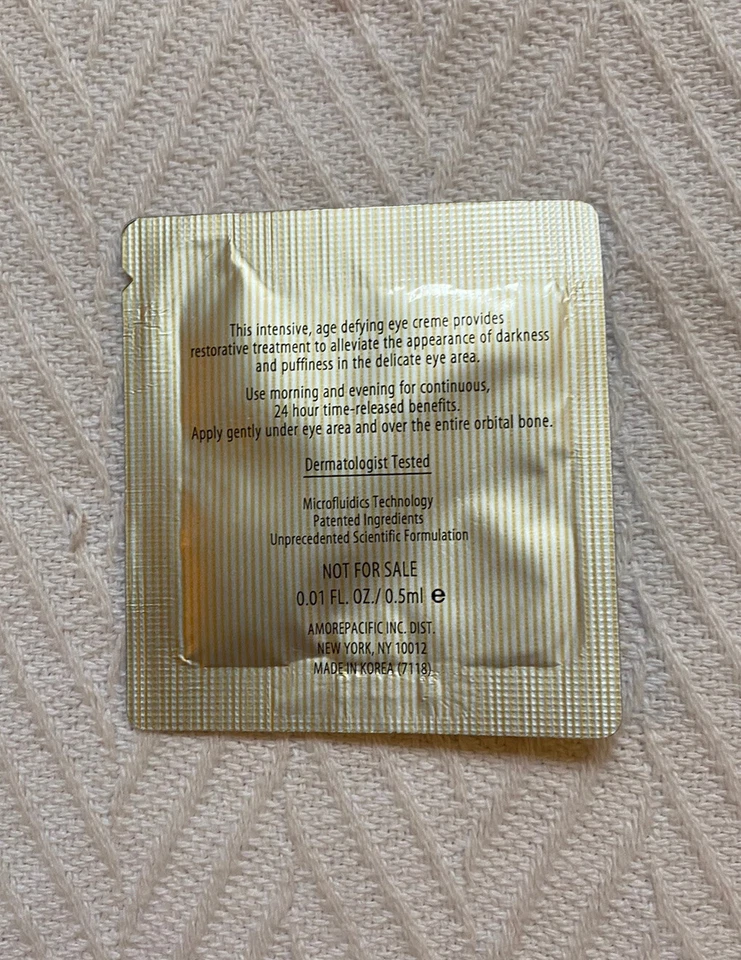 This intensive, age defying eye creme provides
restorative treatment to alleviate the appearance of darkness
and puffiness in the delicate eye area.
Use morning and evening for continuous,
24 hour time-released benefits.
Apply gently under eye area and over the entire orbital bone.
Dermatologist Tested
Microfluidics Technology
Patented Ingredients
Unprecedented Scientific Formulation
NOT FOR SALE
0.01 FL. OZ./ 0.5ml ℮
AMOREPACIFIC INC. DIST.
NEW YORK, NY 10012
MADE IN KOREA (7118)